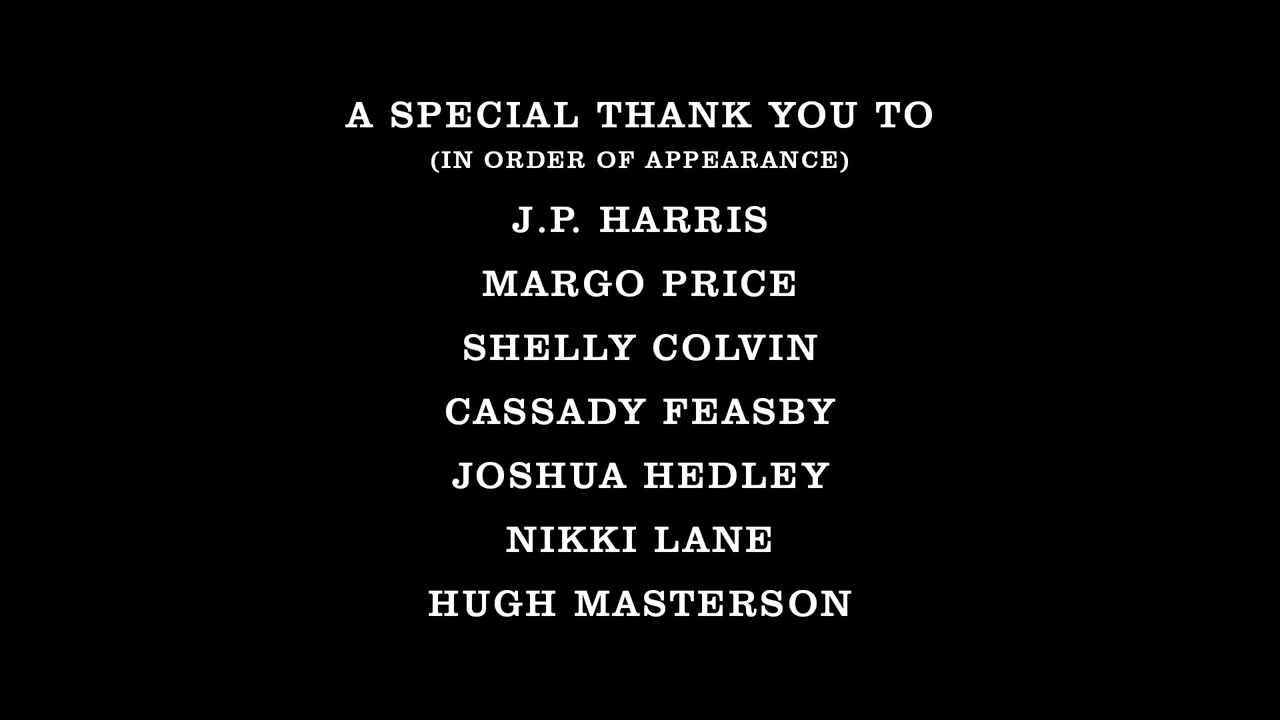 A SPECIAL THANK YOU TO
(IN ORDER OF APPEARANCE)
J.P. HARRIS
MARGO PRICE
SHELLY COLVIN
CASSADY FEASBY
JOSHUA HEDLEY
NIKKI LANE
HUGH MASTERSON